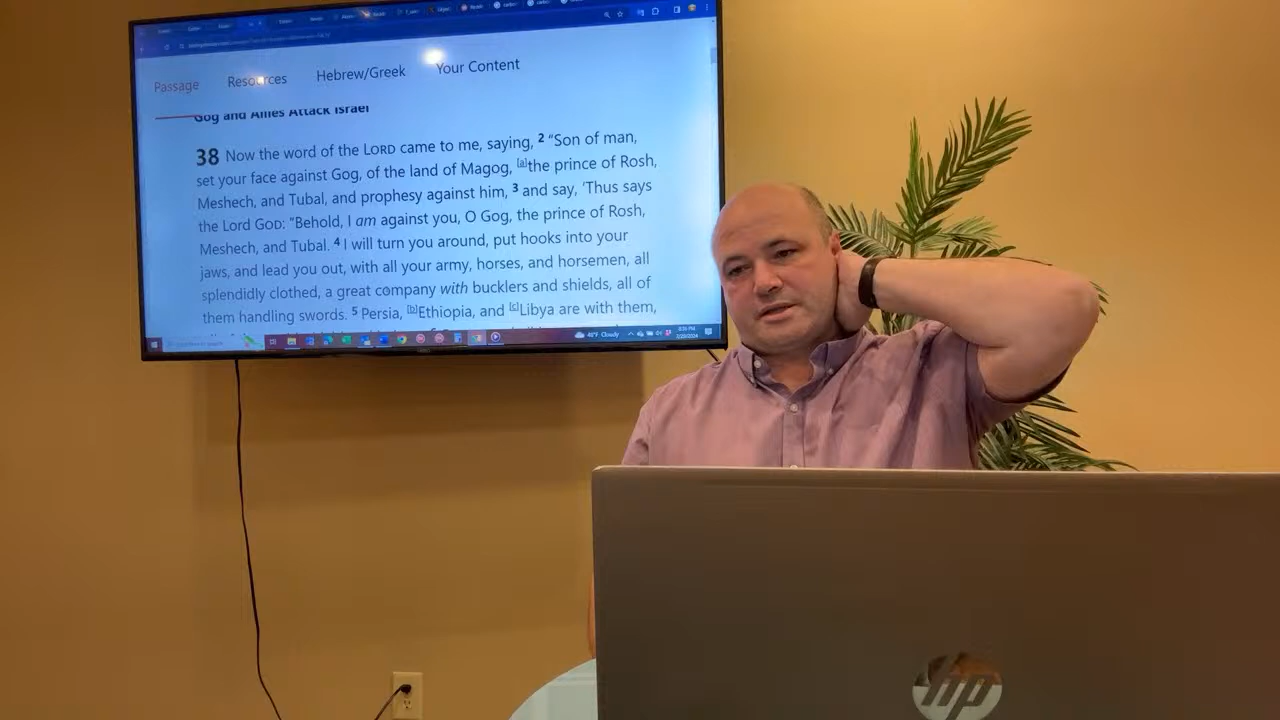 Passage Resources Hebrew/Greek Your Content
Gog and Allies Attack Israel
38 Now the word of the LORD came to me, saying, 2 “Son of man,
set your face against Gog, of the land of Magog, [a]the prince of Rosh,
Meshech, and Tubal, and prophesy against him, 3 and say, ‘Thus says
the Lord GOD: “Behold, I am against you, O Gog, the prince of Rosh,
Meshech, and Tubal. 4 I will turn you around, put hooks into your
jaws, and lead you out, with all your army, horses, and horsemen, all
splendidly clothed, a great company with bucklers and shields, all of
them handling swords. 5 Persia, [b]Ethiopia, and [c]Libya are with them,
48°F Cloudy
hp